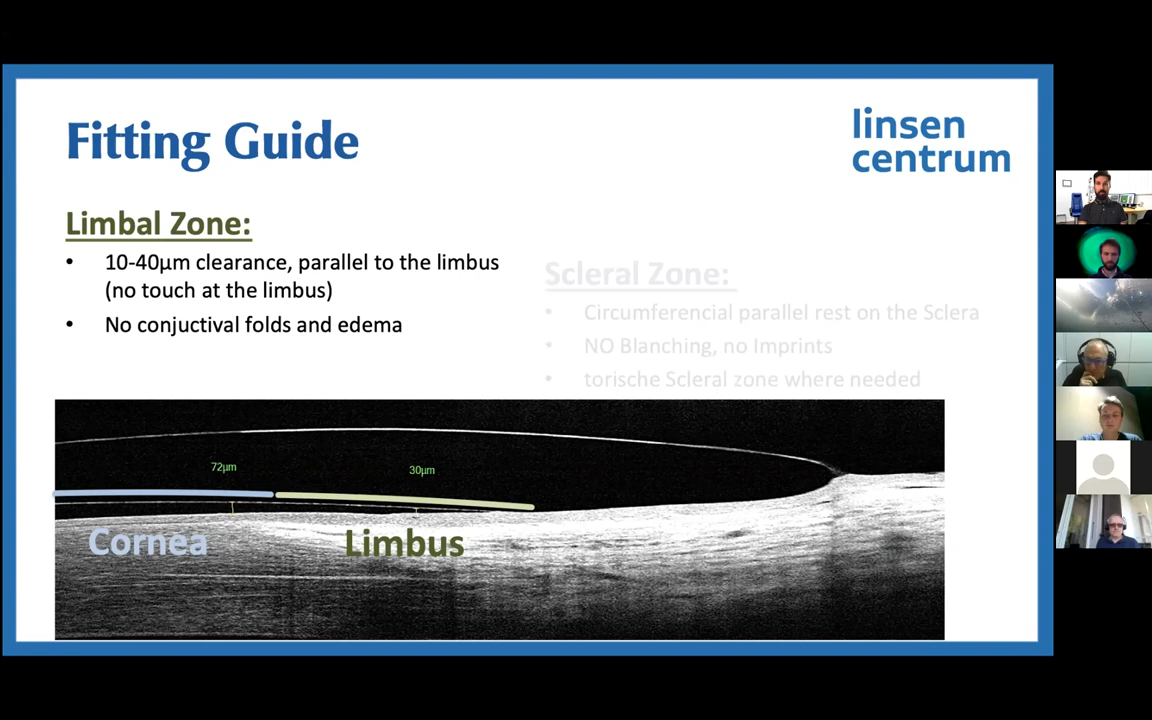 Fitting Guide
linsen
centrum
Limbal Zone:
• 10-40µm clearance, parallel to the limbus
(no touch at the limbus)
• No conjuctival folds and edema
Scleral Zone:
• Circumferencial parallel rest on the Sclera
• NO Blanching, no Imprints
• torische Scleral zone where needed
72µm
30µm
Cornea
Limbus